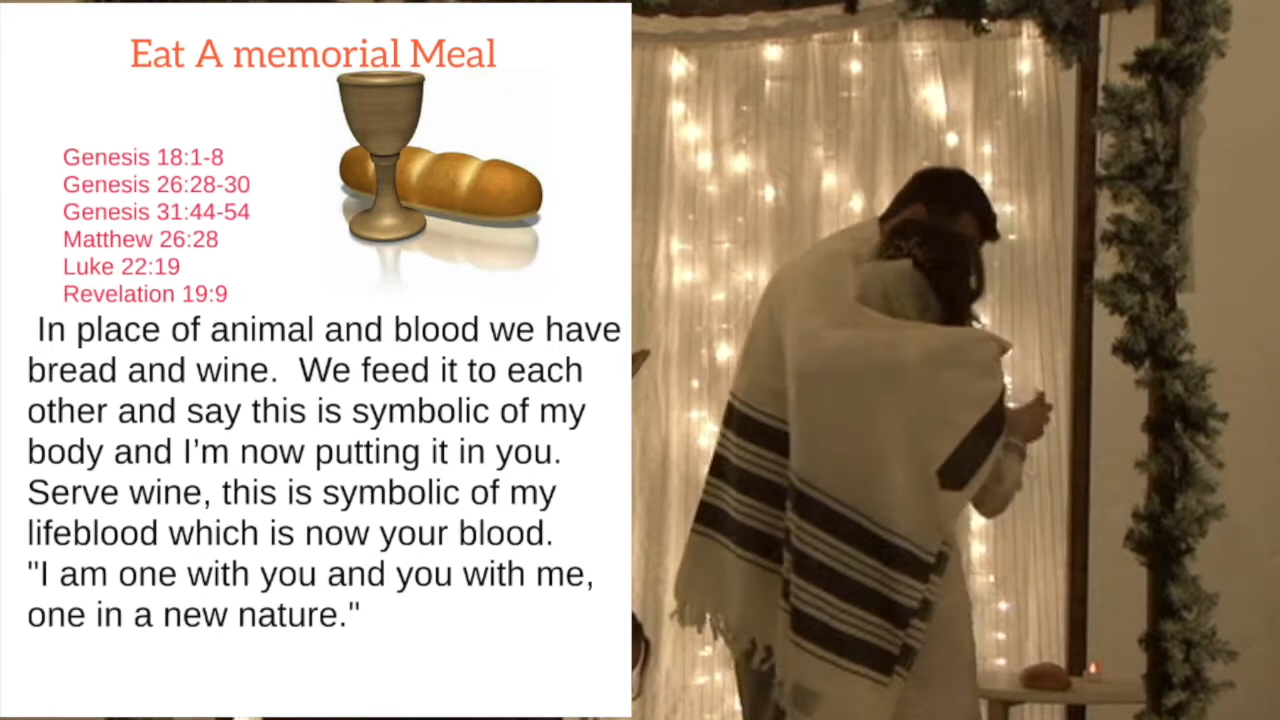 Eat A memorial Meal
Genesis 18:1-8
Genesis 26:28-30
Genesis 31:44-54
Matthew 26:28
Luke 22:19
Revelation 19:9
In place of animal and blood we have
bread and wine.  We feed it to each
other and say this is symbolic of my
body and I’m now putting it in you.
Serve wine, this is symbolic of my
lifeblood which is now your blood.
"I am one with you and you with me,
one in a new nature."